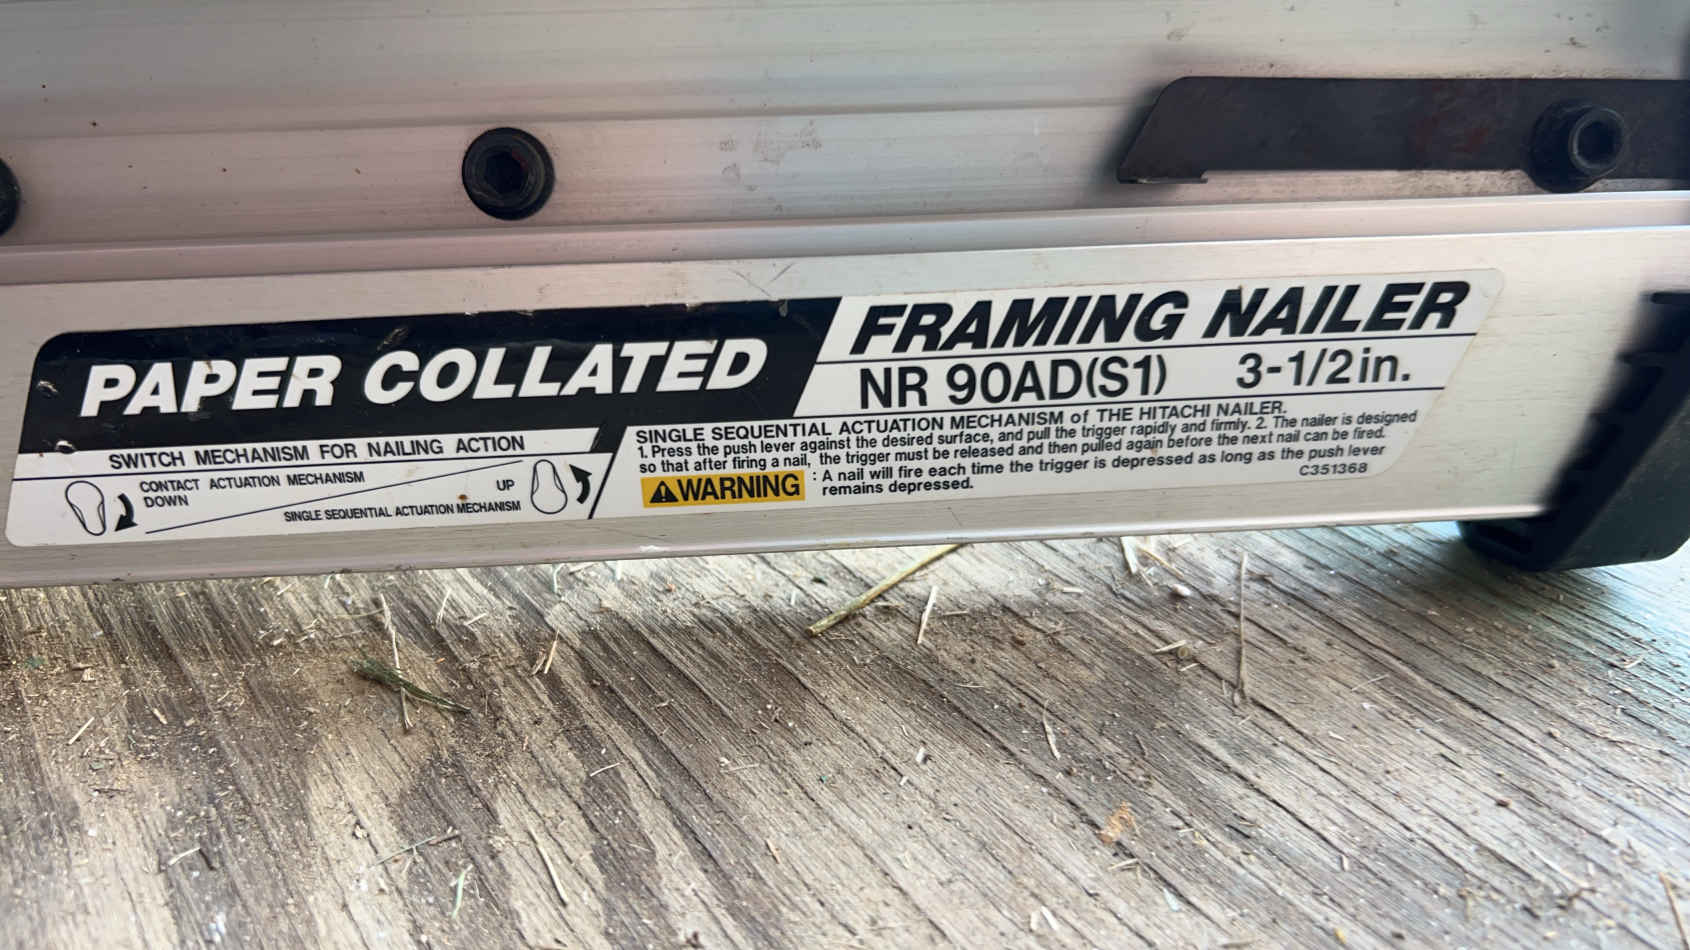 PAPER COLLATED
FRAMING NAILER
NR 90AD(S1) 3-1/2in.
SWITCH MECHANISM FOR NAILING ACTION
CONTACT ACTUATION MECHANISM
DOWN
UP
SINGLE SEQUENTIAL ACTUATION MECHANISM
SINGLE SEQUENTIAL ACTUATION MECHANISM of THE HITACHI NAILER.
1. Press the push lever against the desired surface, and pull the trigger rapidly and firmly. 2. The nailer is designed
so that after firing a nail, the trigger must be released and then pulled again before the next nail can be fired.
WARNING : A nail will fire each time the trigger is depressed as long as the push lever
remains depressed.
C351368